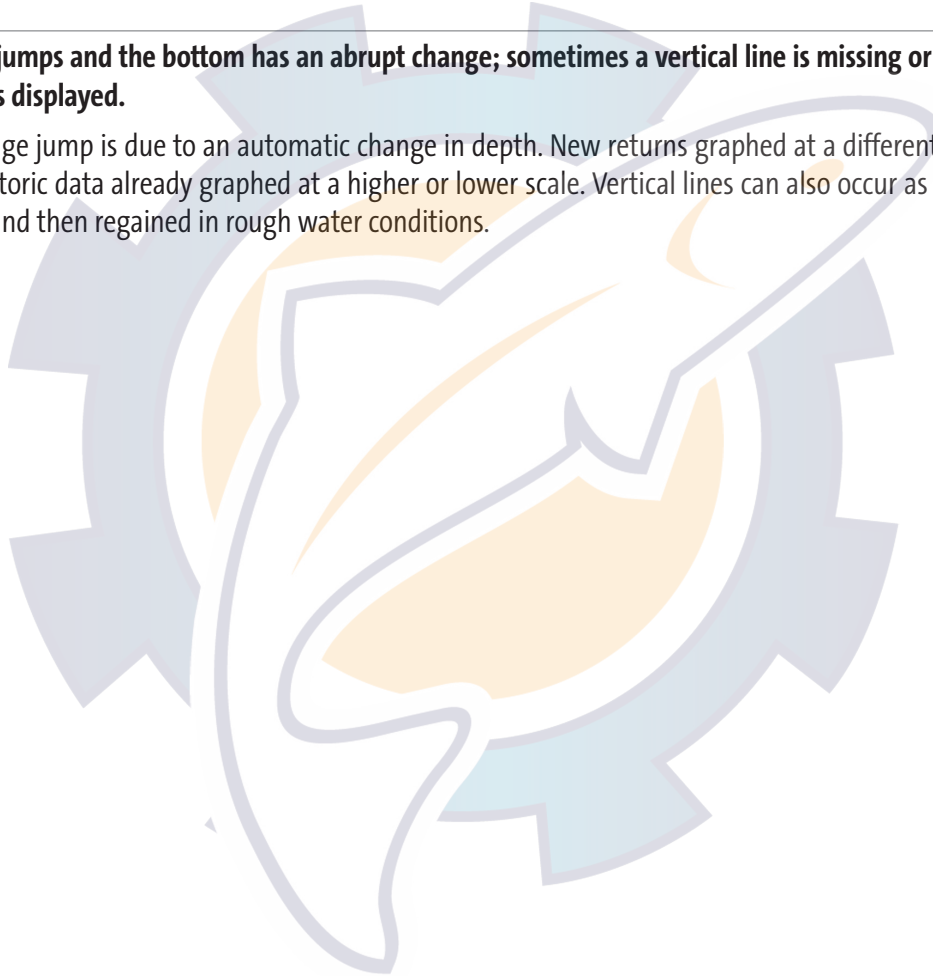 jumps and the bottom has an abrupt change; sometimes a vertical line is missing or
s displayed.
ge jump is due to an automatic change in depth. New returns graphed at a different
toric data already graphed at a higher or lower scale. Vertical lines can also occur as
nd then regained in rough water conditions.